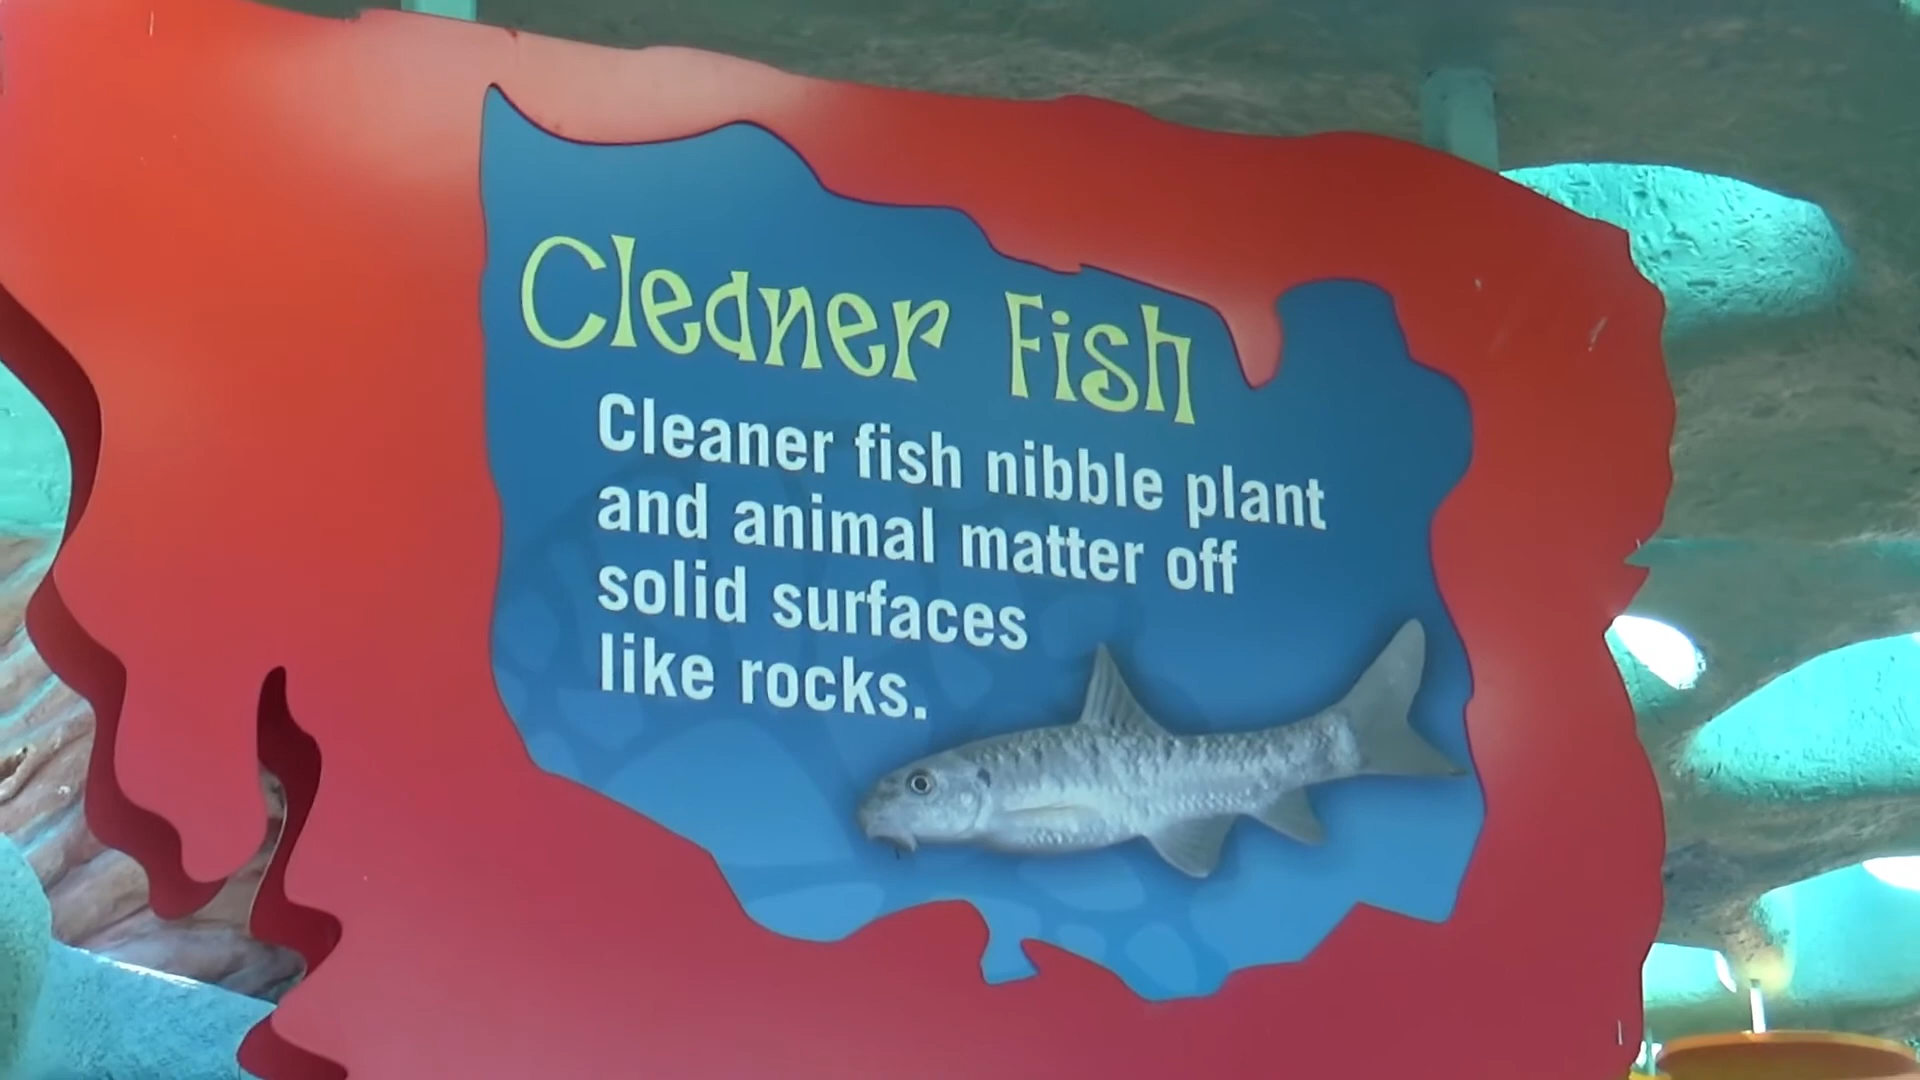 Cleaner Fish
Cleaner fish nibble plant
and animal matter off
solid surfaces
like rocks.